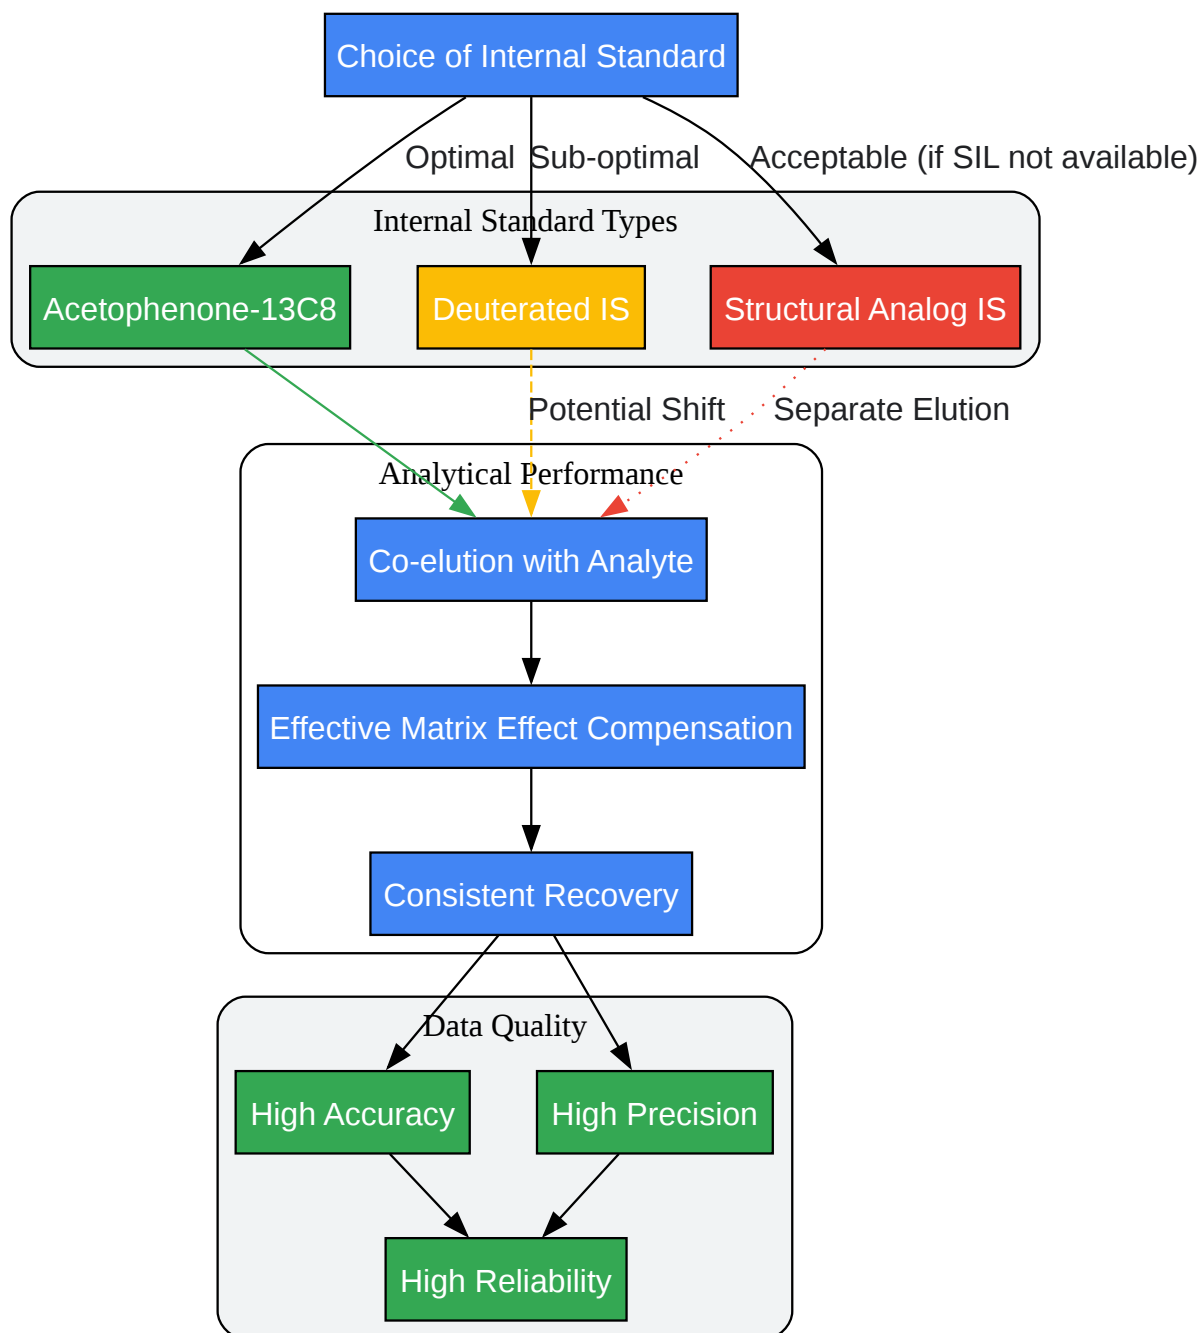 Choice of Internal Standard
Optimal
Sub-optimal
Acceptable (if SIL not available)
Internal Standard Types
Acetophenone-13C8
Deuterated IS
Structural Analog IS
Potential Shift
Separate Elution
Analytical Performance
Co-elution with Analyte
Effective Matrix Effect Compensation
Consistent Recovery
Data Quality
High Accuracy
High Precision
High Reliability